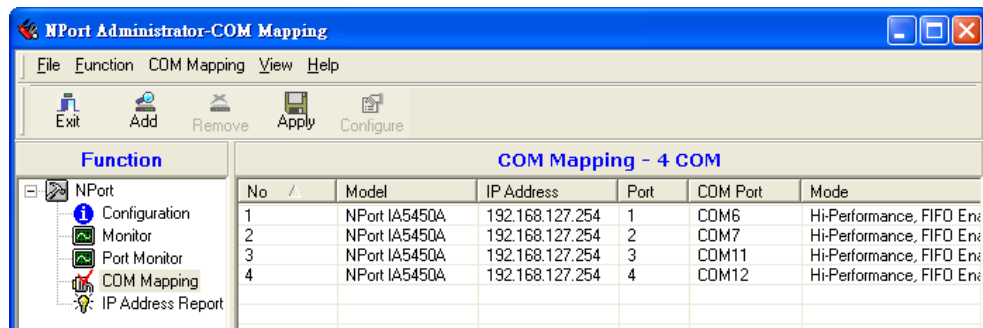 NPort Administrator-COM Mapping
File Function COM Mapping View Help
Exit Add Remove Apply Configure
Function
COM Mapping - 4 COM
NPort
Configuration
Monitor
Port Monitor
COM Mapping
IP Address Report
No Model IP Address Port COM Port Mode
1 NPort IA5450A 192.168.127.254 1 COM6 Hi-Performance, FIFO Ena
2 NPort IA5450A 192.168.127.254 2 COM7 Hi-Performance, FIFO Ena
3 NPort IA5450A 192.168.127.254 3 COM11 Hi-Performance, FIFO Ena
4 NPort IA5450A 192.168.127.254 4 COM12 Hi-Performance, FIFO Ena